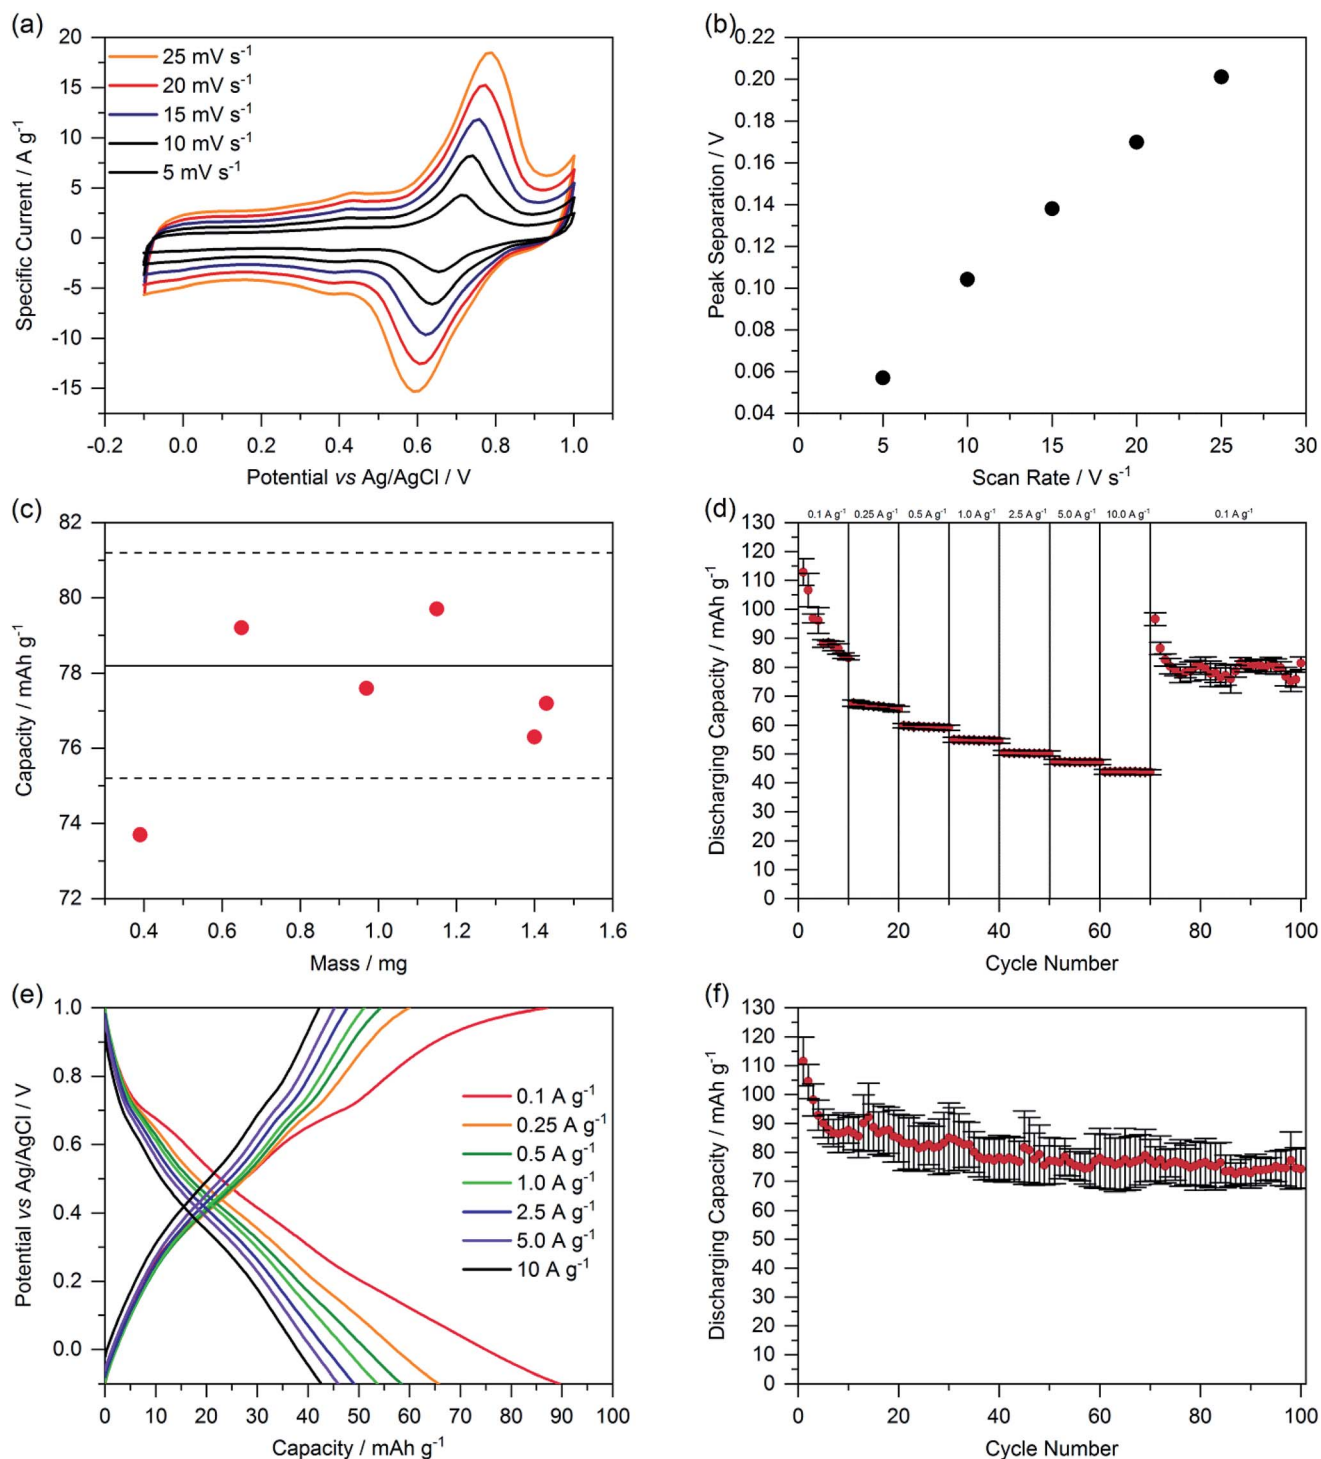 (a)
20
15
10
5
0
-5
-10
-15
Specific Current / A g⁻¹
25 mV s⁻¹
20 mV s⁻¹
15 mV s⁻¹
10 mV s⁻¹
5 mV s⁻¹
-0.2 0.0 0.2 0.4 0.6 0.8 1.0
Potential vs Ag/AgCl / V
(b)
0.22
0.20
0.18
0.16
0.14
0.12
0.10
0.08
0.06
0.04
Peak Separation / V
0 5 10 15 20 25 30
Scan Rate / V s⁻¹
(c)
82
80
78
76
74
72
Capacity / mAh g⁻¹
0.4 0.6 0.8 1.0 1.2 1.4 1.6
Mass / mg
(d)
0.1 A g⁻¹ 0.25 A g⁻¹ 0.5 A g⁻¹ 1.0 A g⁻¹ 2.5 A g⁻¹ 5.0 A g⁻¹ 10.0 A g⁻¹ 0.1 A g⁻¹
130
120
110
100
90
80
70
60
50
40
30
20
10
0
Discharging Capacity / mAh g⁻¹
0 20 40 60 80 100
Cycle Number
(e)
1.0
0.8
0.6
0.4
0.2
0.0
Potential vs Ag/AgCl / V
0.1 A g⁻¹
0.25 A g⁻¹
0.5 A g⁻¹
1.0 A g⁻¹
2.5 A g⁻¹
5.0 A g⁻¹
10 A g⁻¹
0 10 20 30 40 50 60 70 80 90 100
Capacity / mAh g⁻¹
(f)
130
120
110
100
90
80
70
60
50
40
30
20
10
0
Discharging Capacity / mAh g⁻¹
0 20 40 60 80 100
Cycle Number